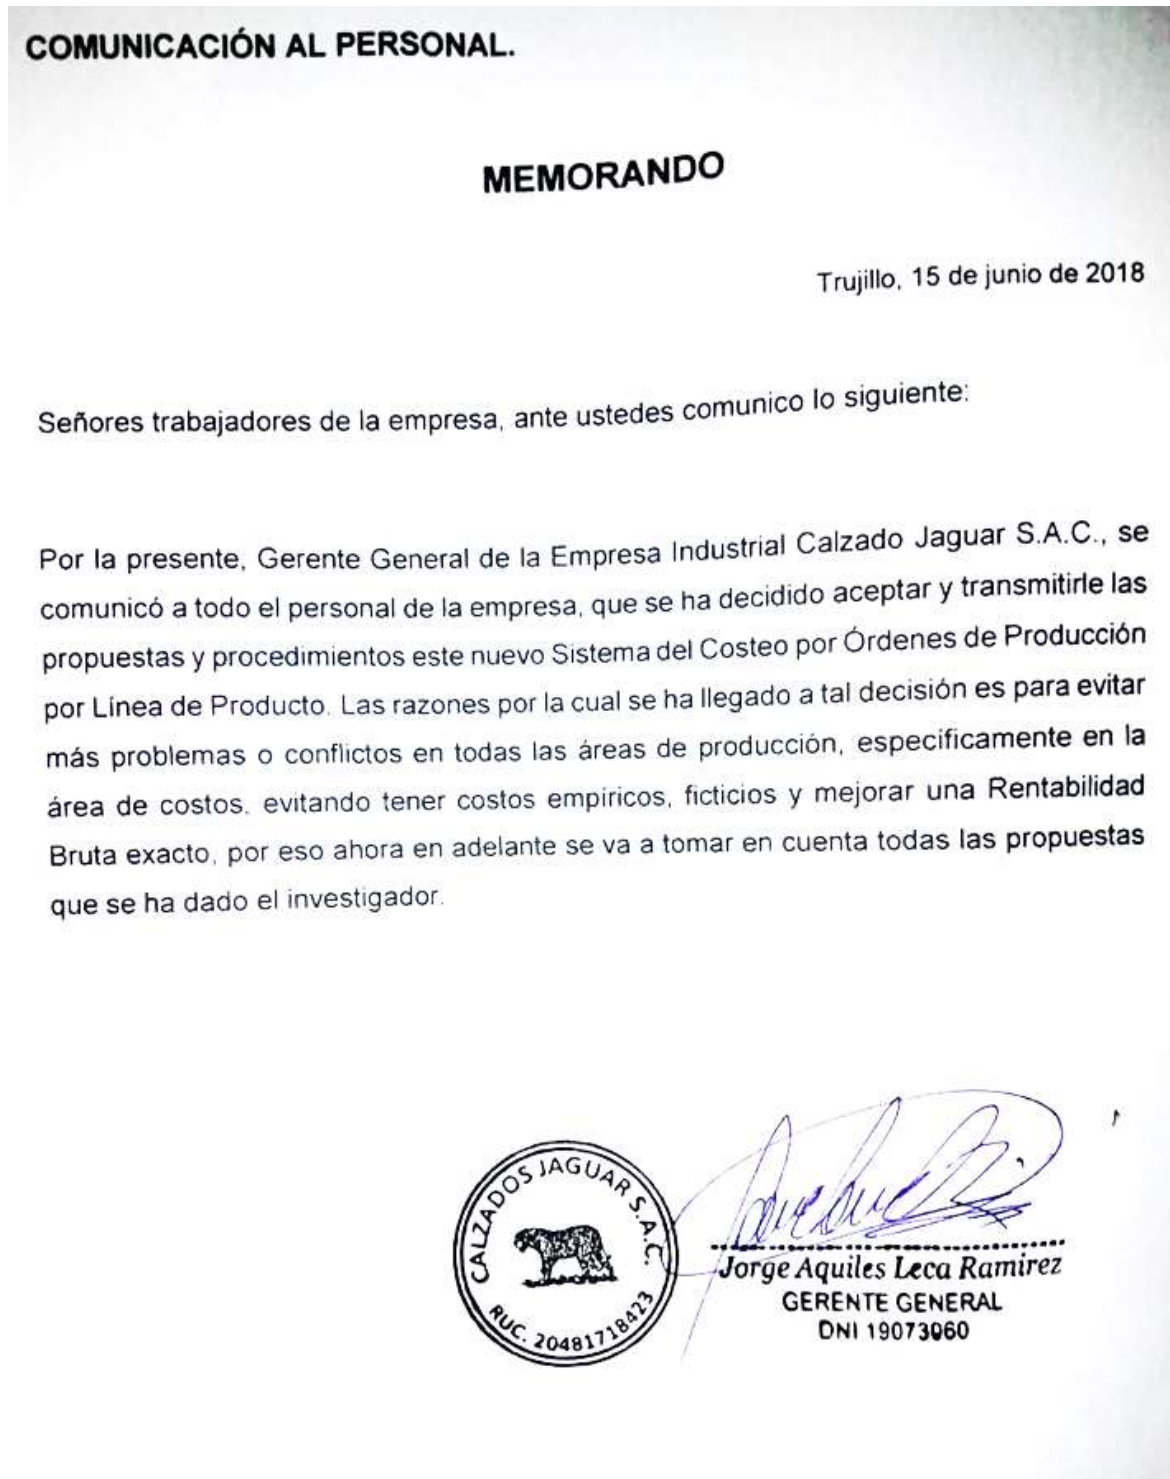 COMUNICACIÓN AL PERSONAL.
MEMORANDO
Trujillo, 15 de junio de 2018
Señores trabajadores de la empresa, ante ustedes comunico lo siguiente:
Por la presente, Gerente General de la Empresa Industrial Calzado Jaguar S.A.C., se
comunicó a todo el personal de la empresa, que se ha decidido aceptar y transmitirle las
propuestas y procedimientos este nuevo Sistema del Costeo por Órdenes de Producción
por Línea de Producto. Las razones por la cual se ha llegado a tal decisión es para evitar
más problemas o conflictos en todas las áreas de producción, especificamente en la
área de costos, evitando tener costos empíricos, ficticios y mejorar una Rentabilidad
Bruta exacto, por eso ahora en adelante se va a tomar en cuenta todas las propuestas
que se ha dado el investigador.
CALZADOS JAGUAR S.A.C.
RUC. 20481718423
Jorge Aquiles Leca Ramirez
GERENTE GENERAL
DNI 19073060